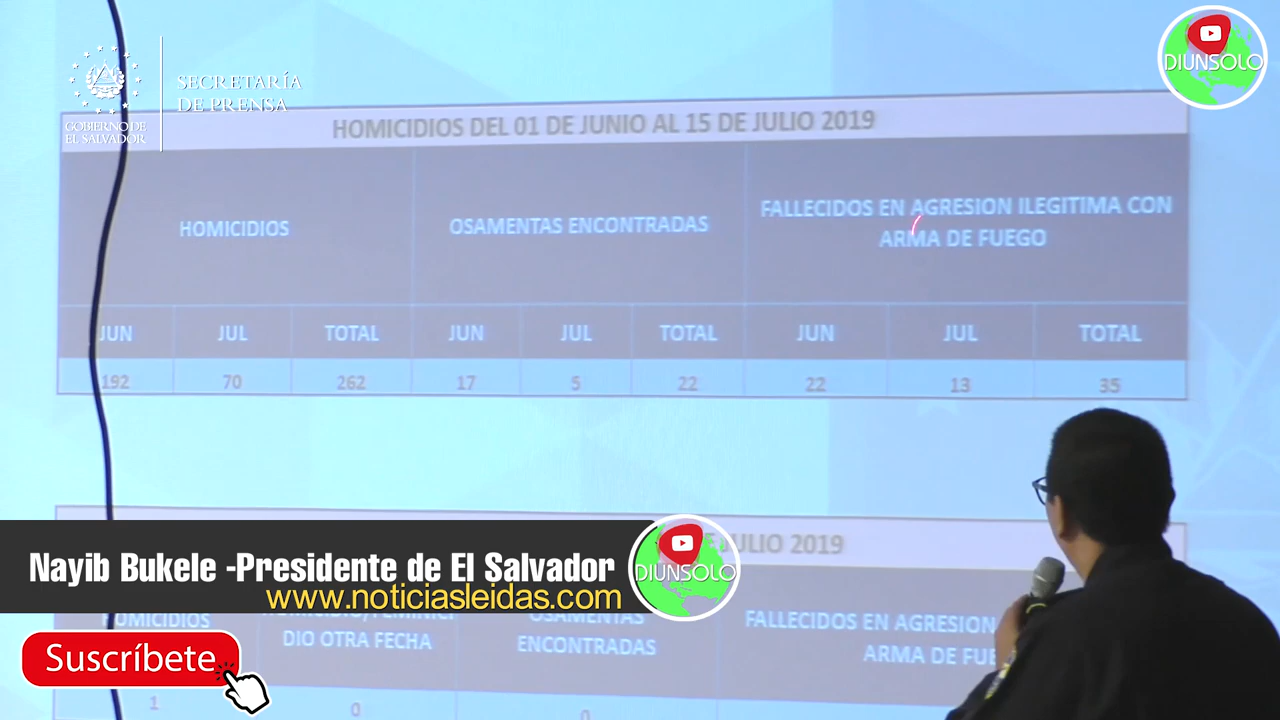 SECRETARÍA
DE PRENSA
GOBIERNO DE
EL SALVADOR
DIUNSOLO
HOMICIDIOS DEL 01 DE JUNIO AL 15 DE JULIO 2019
HOMICIDIOS
OSAMENTAS ENCONTRADAS
FALLECIDOS EN AGRESION ILEGITIMA CON
ARMA DE FUEGO
JUN JUL TOTAL JUN JUL TOTAL JUN JUL TOTAL
192 70 262 17 5 22 22 13 35
JULIO 2019
Nayib Bukele -Presidente de El Salvador
www.noticiasleidas.com
DIUNSOLO
HOMICIDIOS
DIO OTRA FECHA
OSAMENTAS
ENCONTRADAS
FALLECIDOS EN AGRESION
ARMA DE
1 0 0
Suscríbete